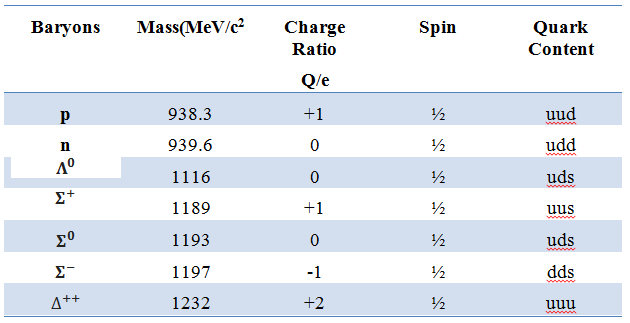 Baryons Mass(MeV/c² Charge Ratio Q/e Spin Quark Content
p 938.3 +1 ½ uud
n 939.6 0 ½ udd
Λ⁰ 1116 0 ½ uds
Σ⁺ 1189 +1 ½ uus
Σ⁰ 1193 0 ½ uds
Σ⁻ 1197 -1 ½ dds
Δ⁺⁺ 1232 +2 ½ uuu